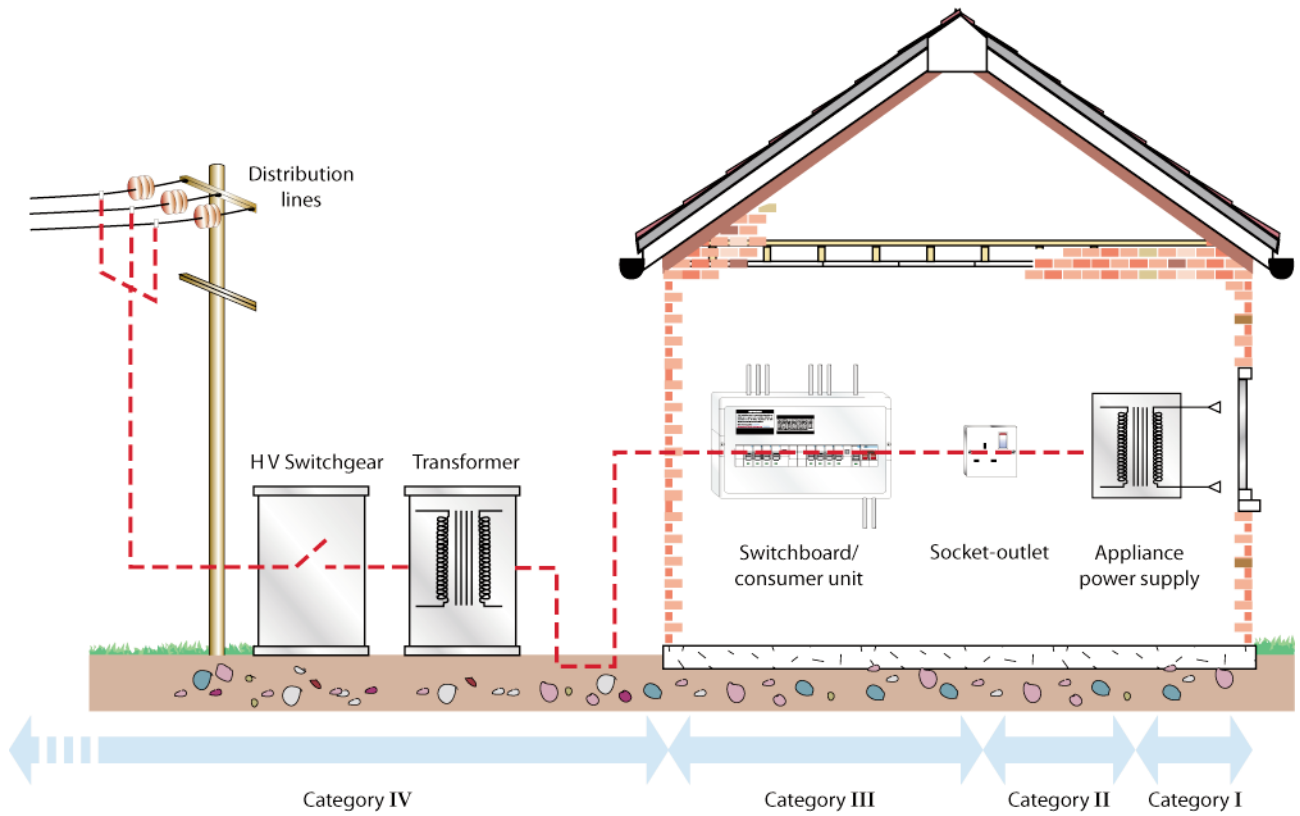 Distribution
lines
H V Switchgear
Transformer
Switchboard/
consumer unit
Socket-outlet
Appliance
power supply
Category IV
Category III
Category II
Category I